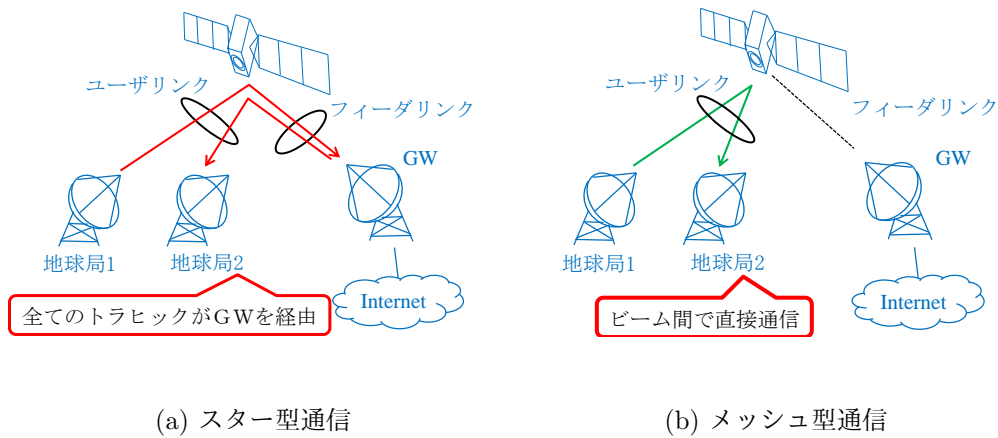 ユーザリンク
フィーダリンク
GW
地球局1
地球局2
Internet
全てのトラヒックがGWを経由
(a) スター型通信
ユーザリンク
フィーダリンク
GW
地球局1
地球局2
Internet
ビーム間で直接通信
(b) メッシュ型通信